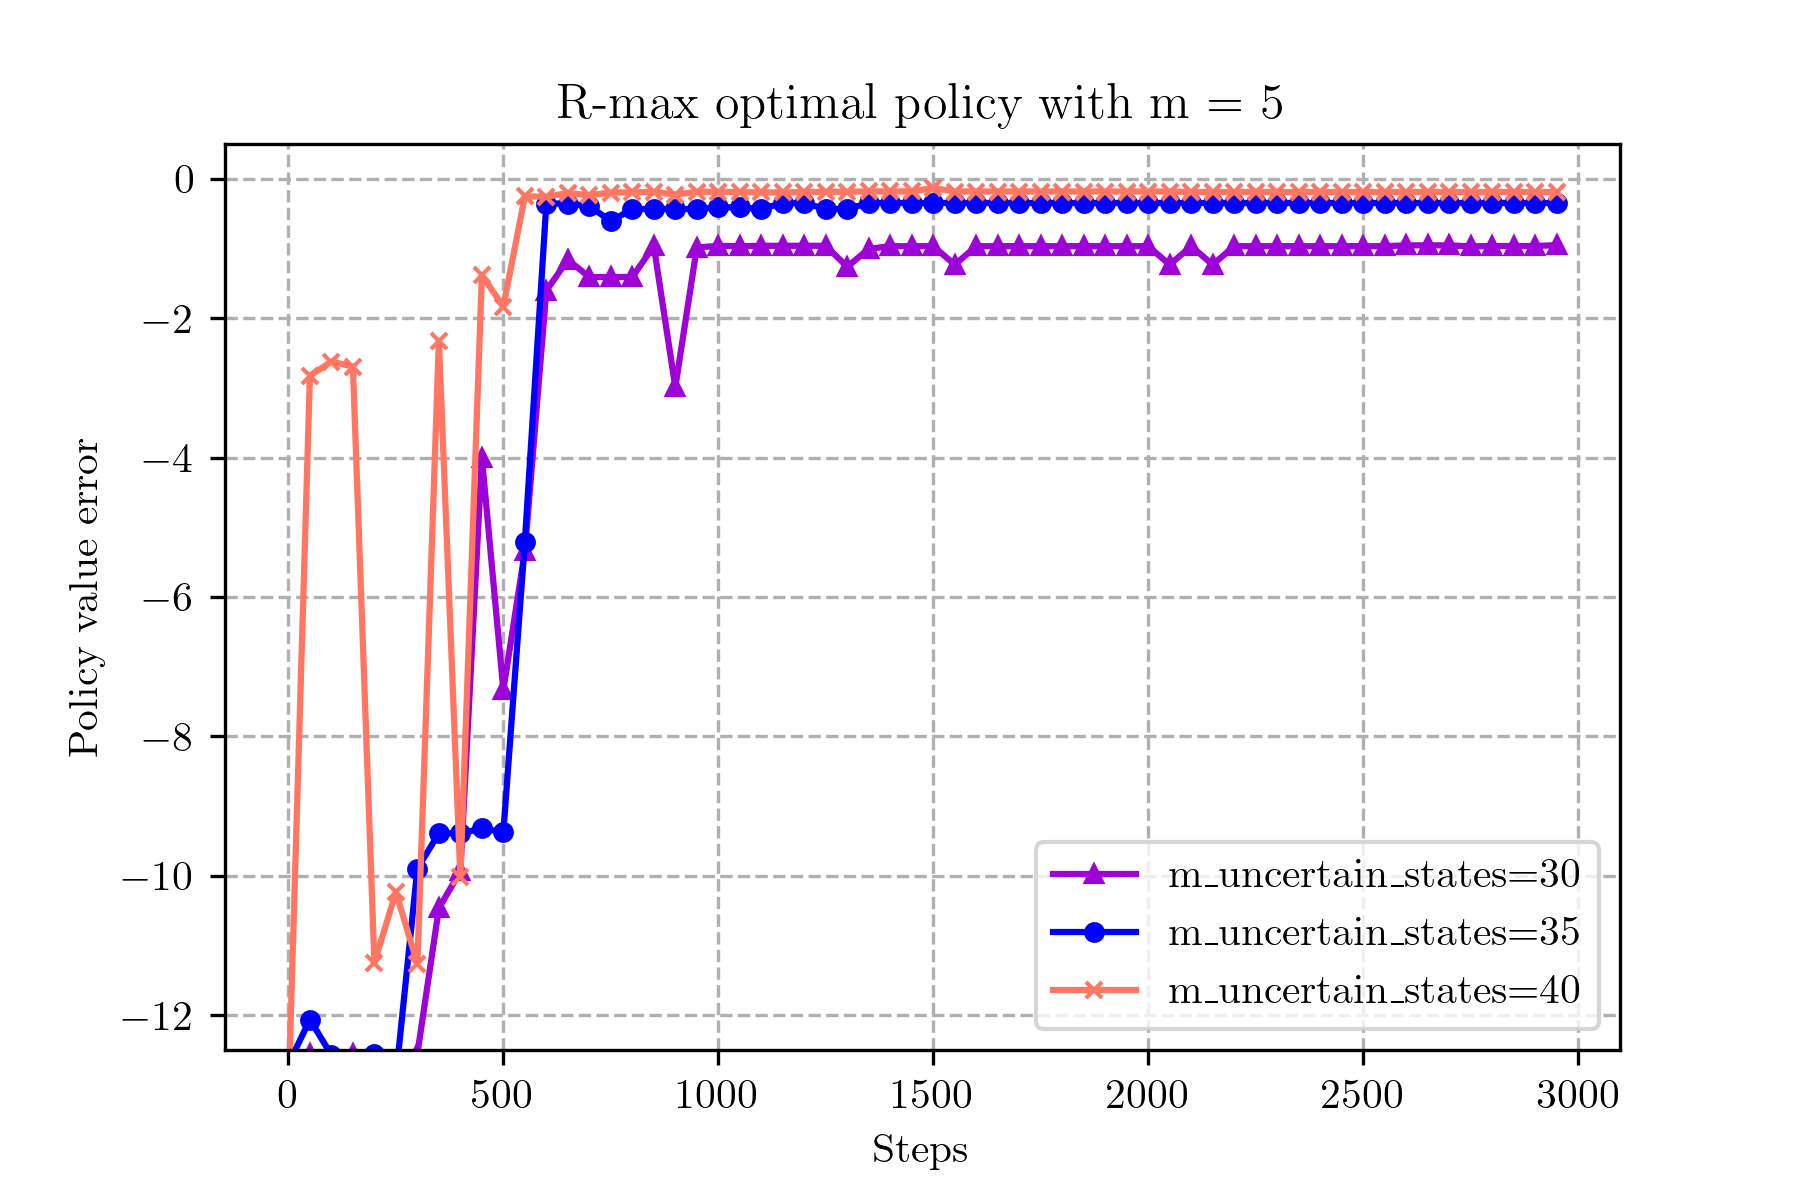 R-max optimal policy with m = 5
Policy value error
0
−2
−4
−6
−8
−10
−12
0 500 1000 1500 2000 2500 3000
Steps
m_uncertain_states=30
m_uncertain_states=35
m_uncertain_states=40